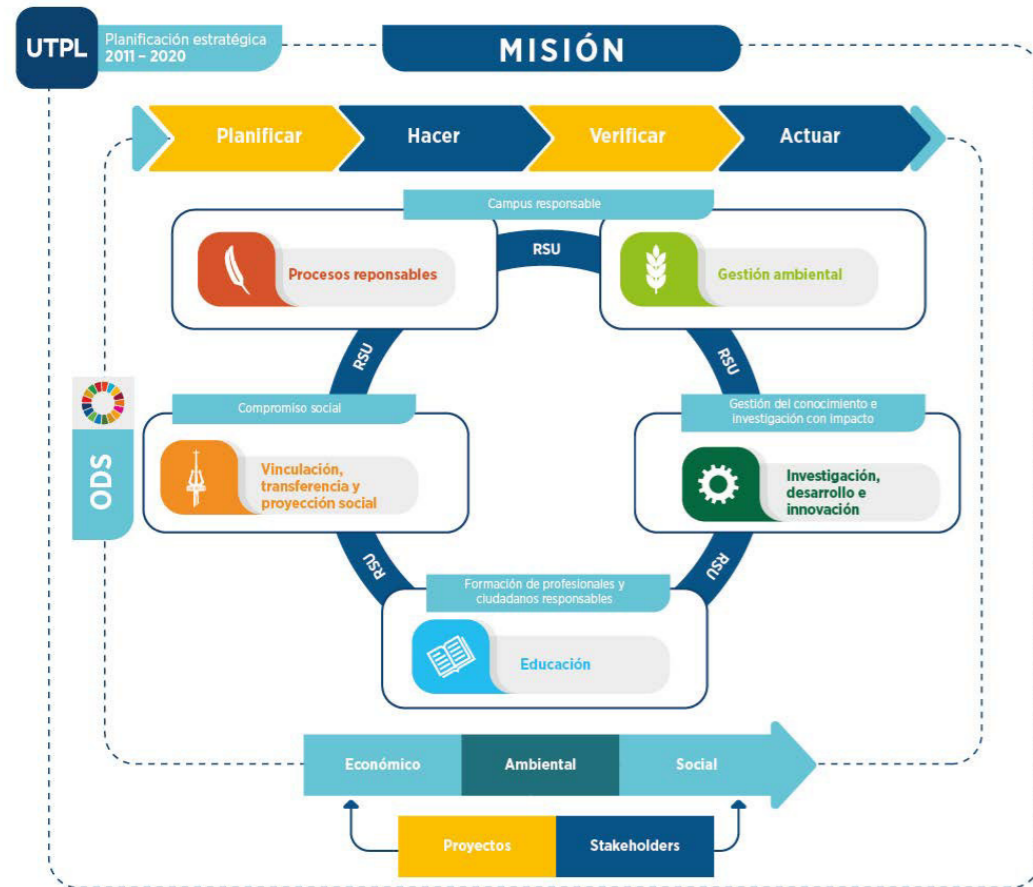 UTPL
Planificación estratégica
2011 – 2020
MISIÓN
Planificar
Hacer
Verificar
Actuar
Campus responsable
RSU
Procesos reponsables
Gestión ambiental
RSU
RSU
ODS
Compromiso social
Vinculación,
transferencia y
proyección social
Gestión del conocimiento e
investigación con impacto
Investigación,
desarrollo e
innovación
RSU
RSU
Formación de profesionales y
ciudadanos responsables
Educación
Económico
Ambiental
Social
Proyectos
Stakeholders